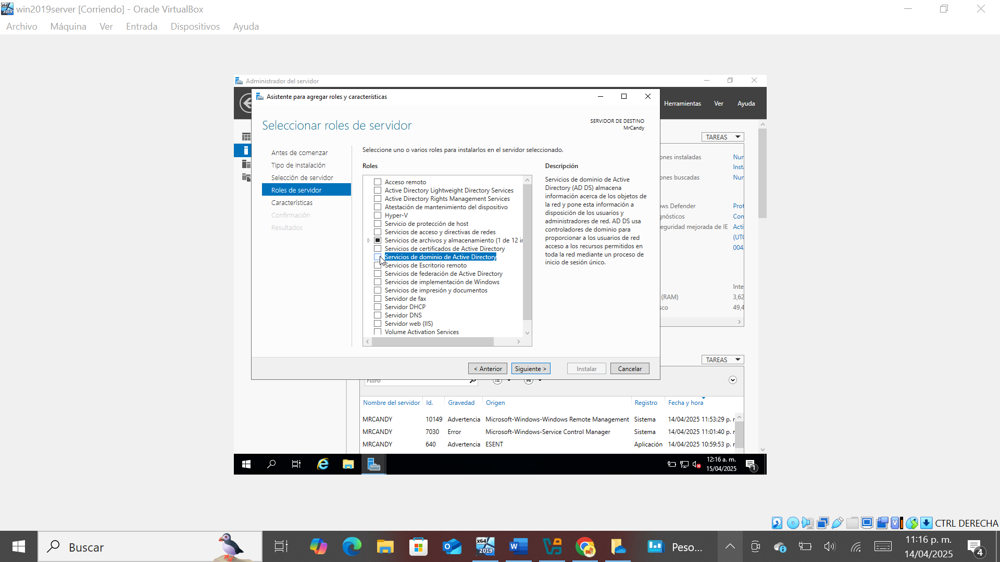 win2019server [Corriendo] - Oracle VirtualBox
Archivo Máquina Ver Entrada Dispositivos Ayuda
Administrador del servidor
Asistente para agregar roles y características
Herramientas Ver Ayuda
Seleccionar roles de servidor
SERVIDOR DE DESTINO
MrCandy
TAREAS
Antes de comenzar
Tipo de instalación
Selección de servidor
Roles de servidor
Características
Confirmación
Resultados
Seleccione uno o varios roles para instalarlos en el servidor seleccionado.
Roles
Acceso remoto
Active Directory Lightweight Directory Services
Active Directory Rights Management Services
Atestación de mantenimiento del dispositivo
Hyper-V
Servicio de protección de host
Servicios de acceso y directivas de redes
Servicios de archivos y almacenamiento (1 de 12 in
Servicios de certificados de Active Directory
Servicios de dominio de Active Directory
Servicios de Escritorio remoto
Servicios de federación de Active Directory
Servicios de implementación de Windows
Servicios de impresión y documentos
Servidor de fax
Servidor DHCP
Servidor DNS
Servidor web (IIS)
Volume Activation Services
Descripción
Servicios de dominio de Active
Directory (AD DS) almacena
información acerca de los objetos de
la red y pone esta información a
disposición de los usuarios y
administradores de red. AD DS usa
controladores de dominio para
proporcionar a los usuarios de red
acceso a los recursos permitidos en
toda la red mediante un proceso de
inicio de sesión único.
ones instaladas Nun
Insta
ones buscadas Nun
ws Defender Prot
gnósticos Con
eguridad mejorada de IE Acti
(UTC
004
Inte
(RAM) 3,62
sco 49,4
< Anterior Siguiente > Instalar Cancelar
TAREAS
Filtro
Nombre del servidor Id. Gravedad Origen Registro Fecha y hora
MRCANDY 10149 Advertencia Microsoft-Windows-Windows Remote Management Sistema 14/04/2025 11:53:29 p. r
MRCANDY 7030 Error Microsoft-Windows-Service Control Manager Sistema 14/04/2025 11:01:40 p. r
MRCANDY 640 Advertencia ESENT Aplicación 14/04/2025 10:59:53 p. r
12:16 a. m.
15/04/2025
1
CTRL DERECHA
Buscar
x64
2019
Peso...
11:16 p. m.
14/04/2025
4